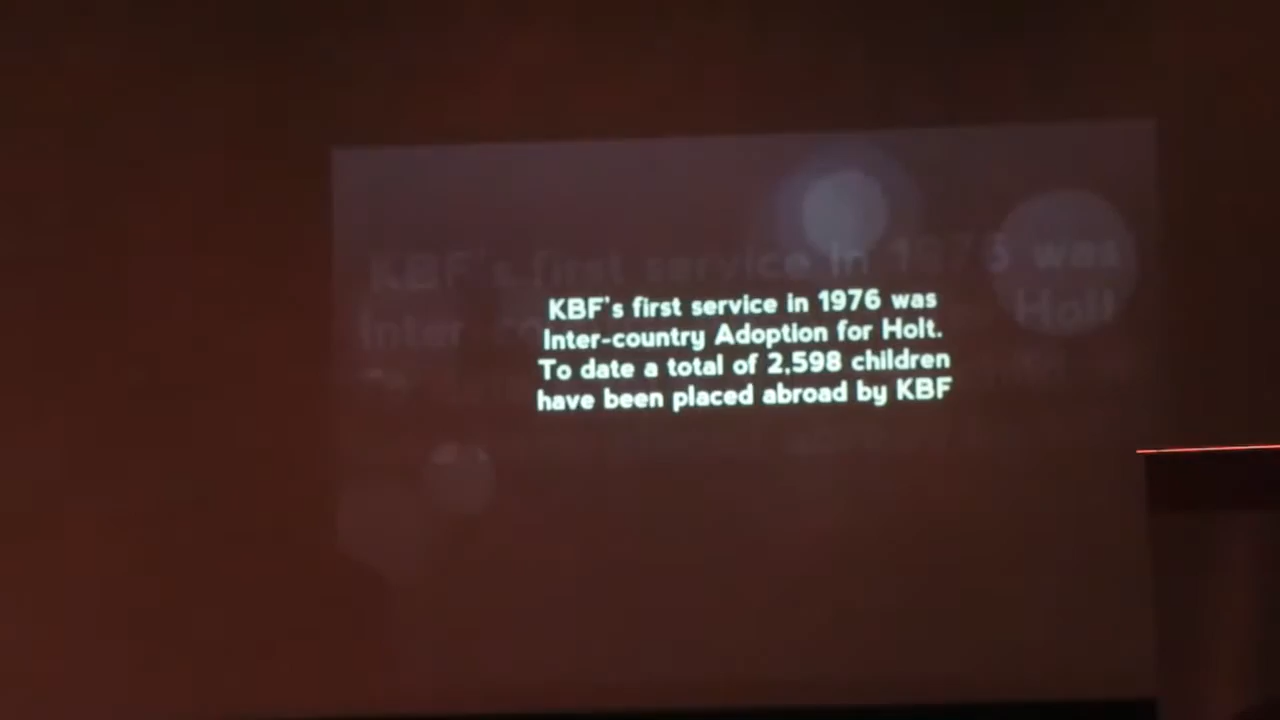 KBF's first service in 1976 was
Inter-country Adoption for Holt.
To date a total of 2,598 children
have been placed abroad by KBF